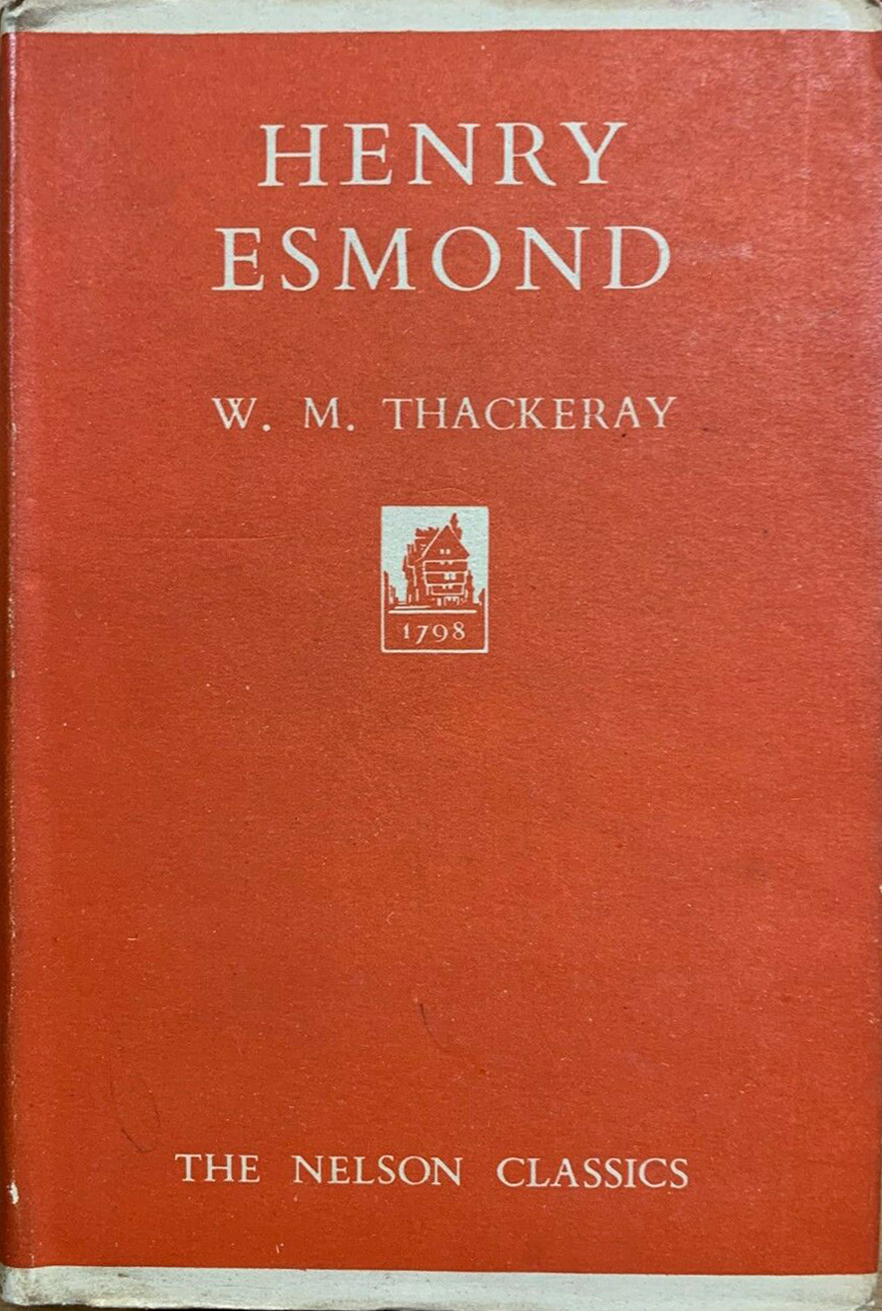 HENRY
ESMOND
W. M. THACKERAY
1798
THE NELSON CLASSICS